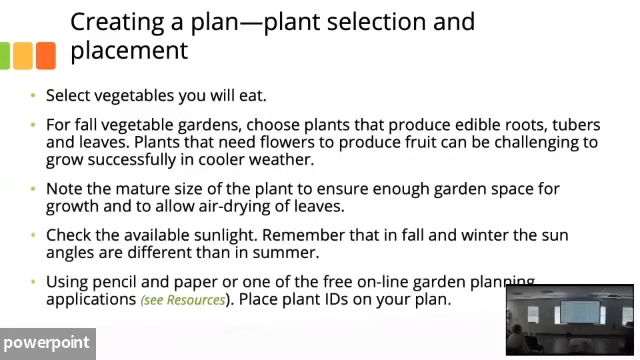 Creating a plan—plant selection and
placement
• Select vegetables you will eat.
• For fall vegetable gardens, choose plants that produce edible roots, tubers
and leaves. Plants that need flowers to produce fruit can be challenging to
grow successfully in cooler weather.
• Note the mature size of the plant to ensure enough garden space for
growth and to allow air-drying of leaves.
• Check the available sunlight. Remember that in fall and winter the sun
angles are different than in summer.
• Using pencil and paper or one of the free on-line garden planning
applications (see Resources). Place plant IDs on your plan.
powerpoint